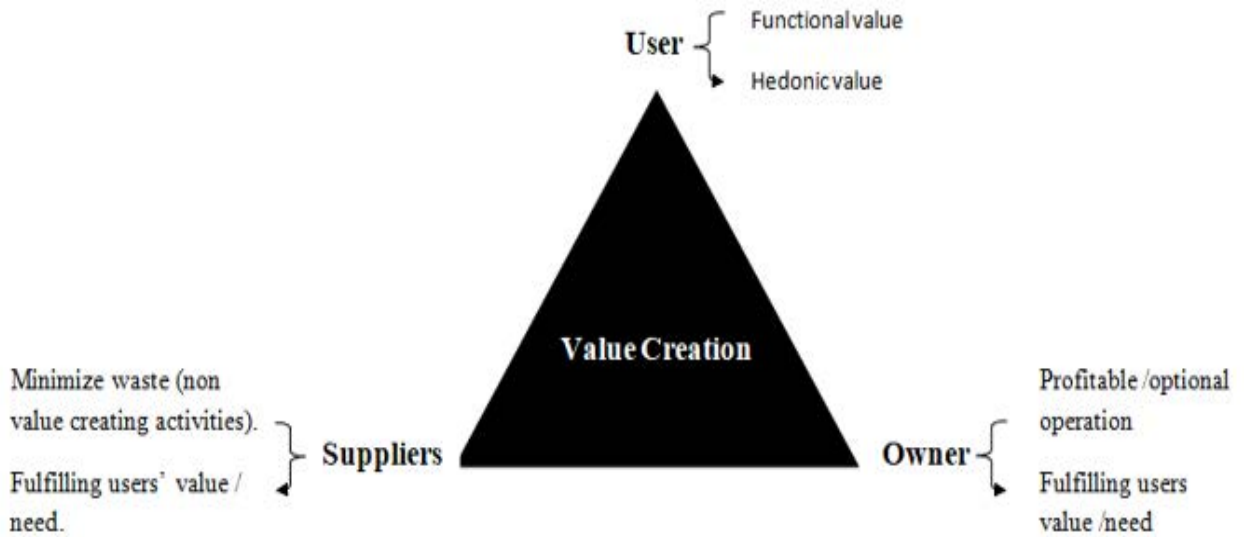 Functional value
User
Hedonic value
Value Creation
Minimize waste (non
value creating activities).
Suppliers
Fulfilling users’ value /
need.
Profitable /optional
operation
Owner
Fulfilling users
value /need